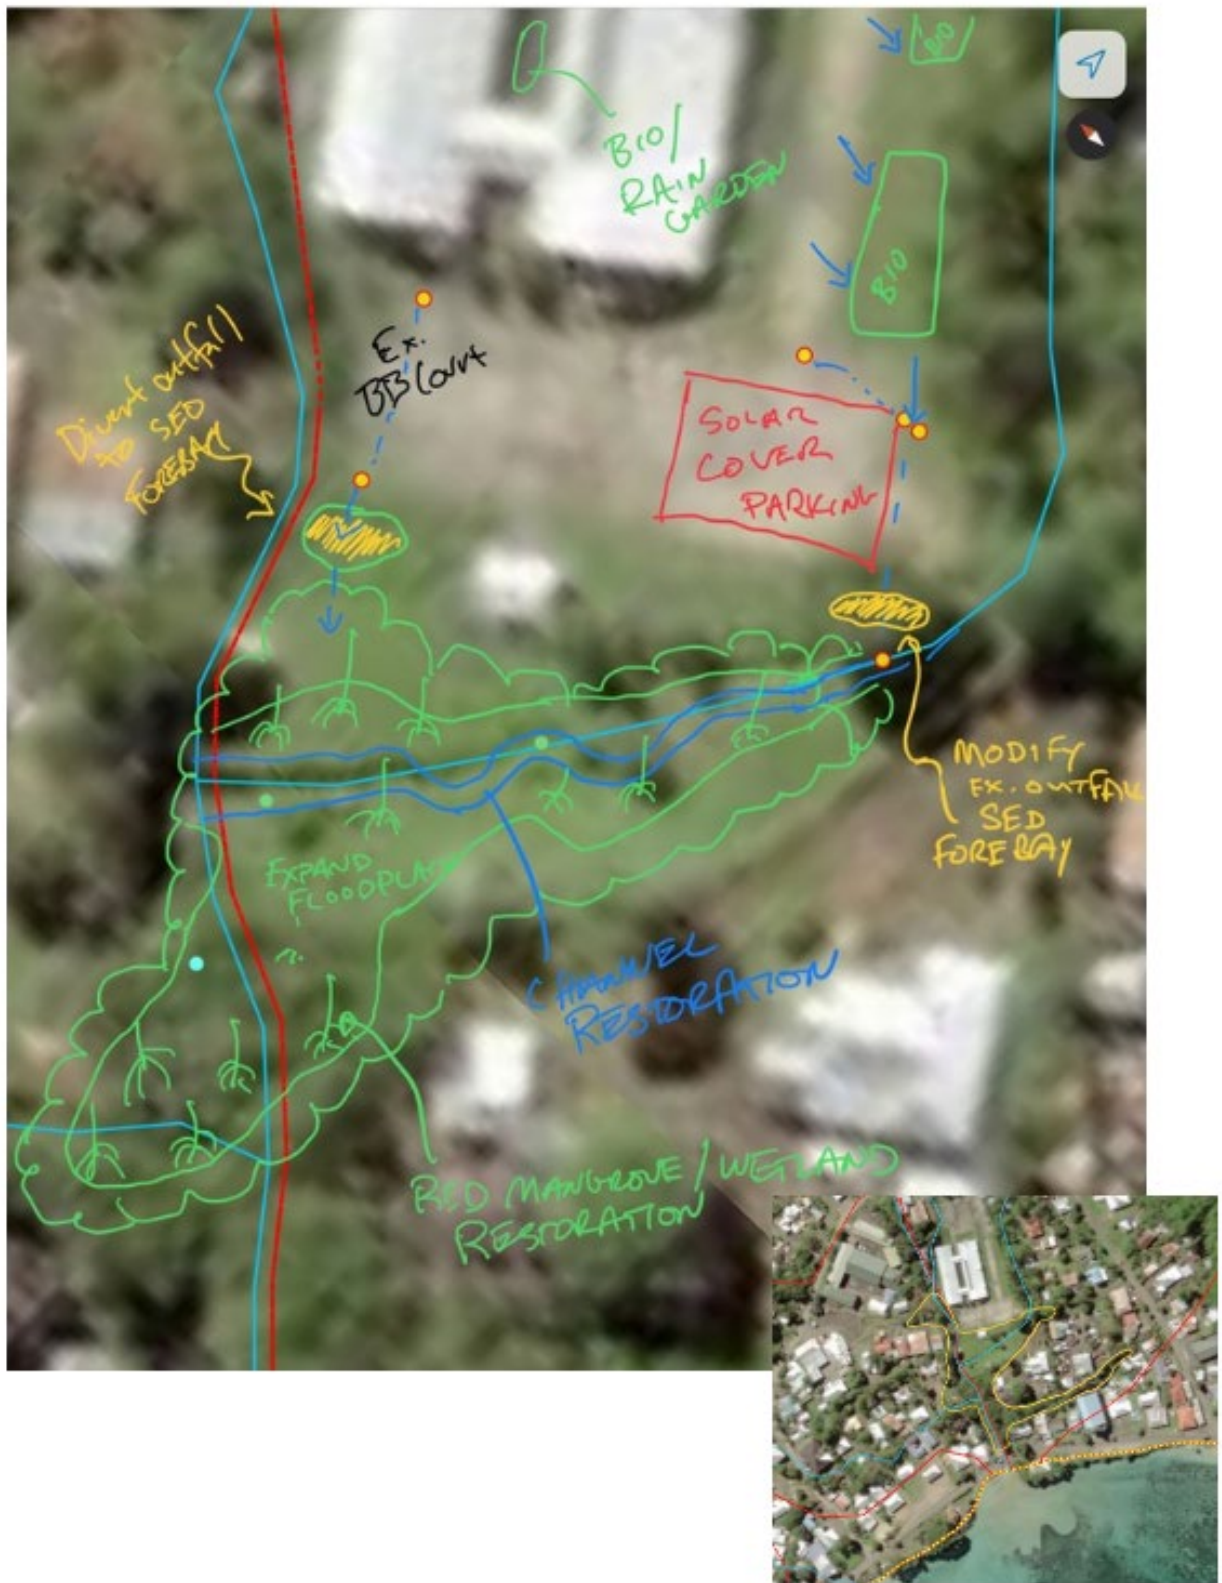 BIO
BIO/
RAIN
GARDEN
BIO
Ex.
BB Court
Divert outfall
to SED
FOREBAY
SOLAR
COVER
PARKING
MODIFY
EX. OUTFALL
SED
FOREBAY
EXPAND
FLOODPLAIN
CHANNEL
RESTORATION
RED MANGROVE / WETLAND
RESTORATION